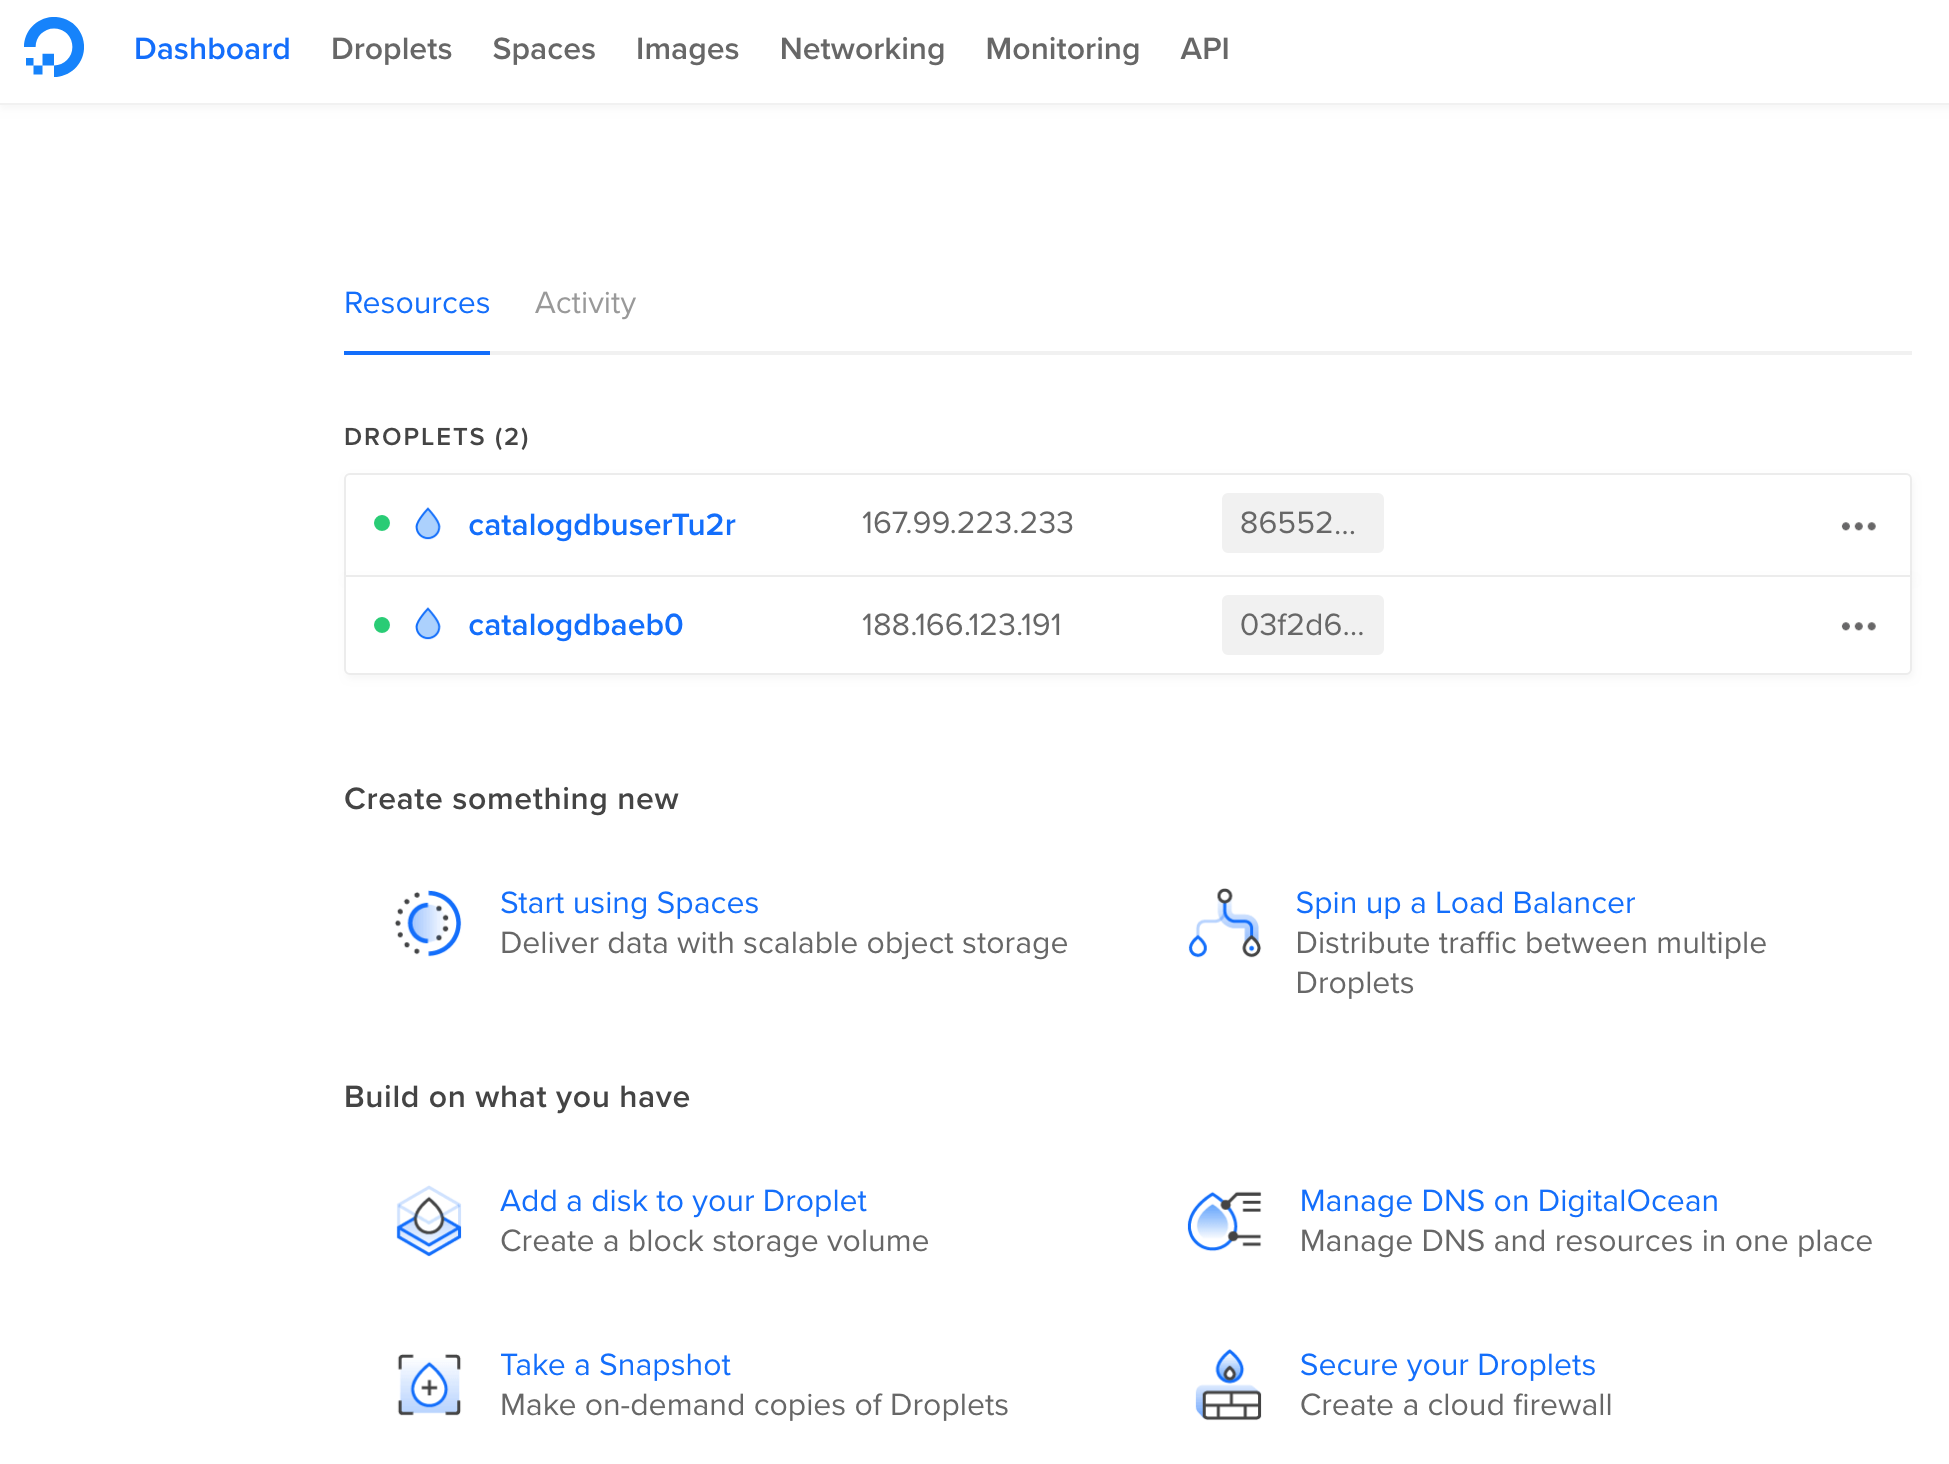 Dashboard Droplets Spaces Images Networking Monitoring API
Resources Activity
DROPLETS (2)
catalogdbuserTu2r 167.99.223.233 86552...
catalogdbaeb0 188.166.123.191 03f2d6...
Create something new
Start using Spaces
Deliver data with scalable object storage
Spin up a Load Balancer
Distribute traffic between multiple
Droplets
Build on what you have
Add a disk to your Droplet
Create a block storage volume
Manage DNS on DigitalOcean
Manage DNS and resources in one place
Take a Snapshot
Make on-demand copies of Droplets
Secure your Droplets
Create a cloud firewall